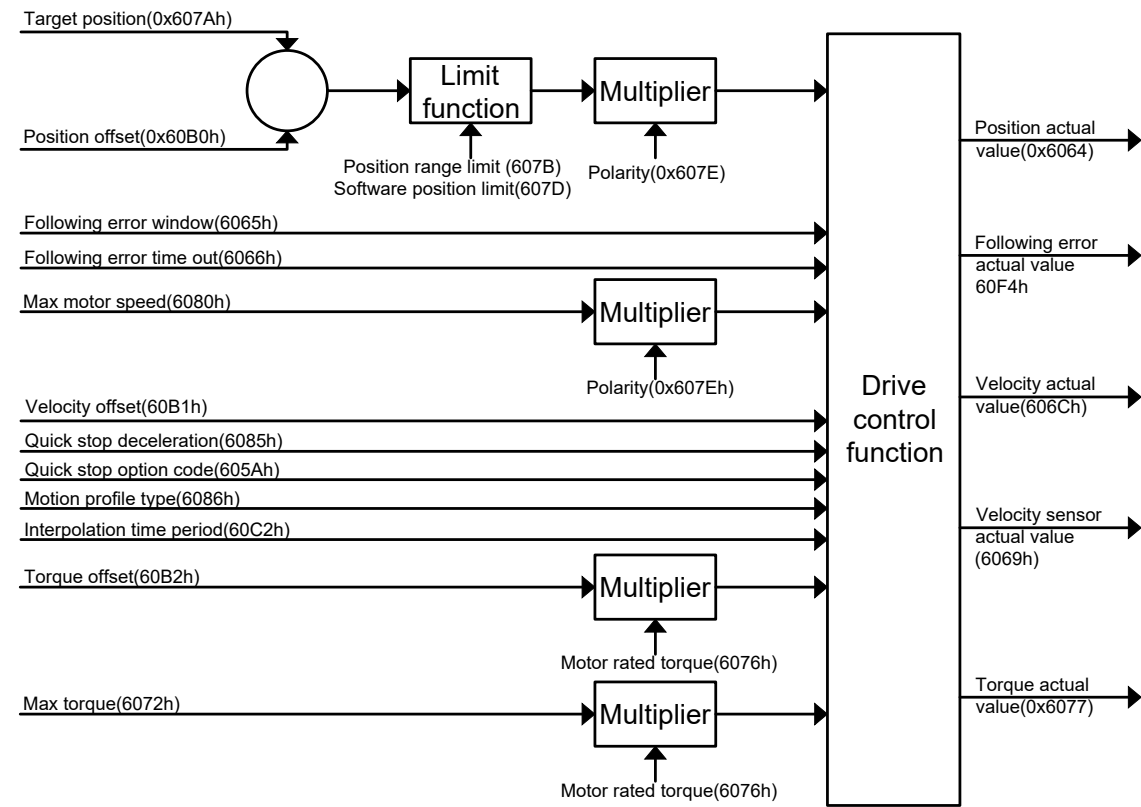 Target position(0x607Ah)
Position offset(0x60B0h)
Limit
function
Position range limit (607B)
Software position limit(607D)
Multiplier
Polarity(0x607E)
Following error window(6065h)
Following error time out(6066h)
Max motor speed(6080h)
Multiplier
Polarity(0x607Eh)
Velocity offset(60B1h)
Quick stop deceleration(6085h)
Quick stop option code(605Ah)
Motion profile type(6086h)
Interpolation time period(60C2h)
Torque offset(60B2h)
Multiplier
Motor rated torque(6076h)
Max torque(6072h)
Multiplier
Motor rated torque(6076h)
Drive
control
function
Position actual
value(0x6064)
Following error
actual value
60F4h
Velocity actual
value(606Ch)
Velocity sensor
actual value
(6069h)
Torque actual
value(0x6077)